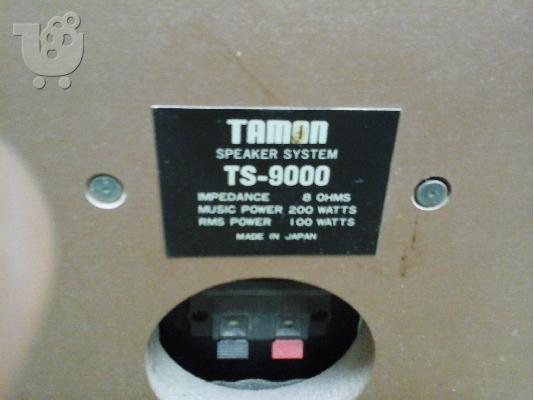 TAMON
SPEAKER SYSTEM
TS-9000
IMPEDANCE 8 OHMS
MUSIC POWER 200 WATTS
RMS POWER 100 WATTS
MADE IN JAPAN